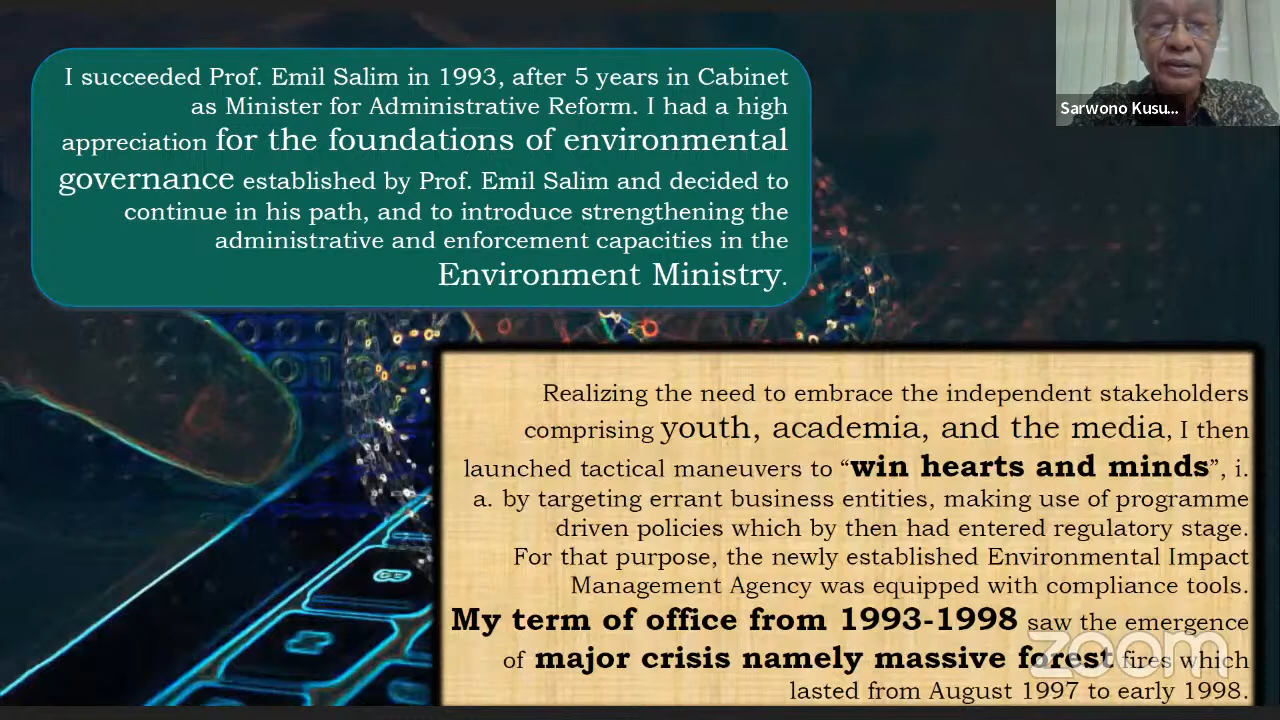 I succeeded Prof. Emil Salim in 1993, after 5 years in Cabinet
as Minister for Administrative Reform. I had a high
appreciation for the foundations of environmental
governance established by Prof. Emil Salim and decided to
continue in his path, and to introduce strengthening the
administrative and enforcement capacities in the
Environment Ministry.
Sarwono Kusu...
Realizing the need to embrace the independent stakeholders
comprising youth, academia, and the media, I then
launched tactical maneuvers to “win hearts and minds”, i.
a. by targeting errant business entities, making use of programme
driven policies which by then had entered regulatory stage.
For that purpose, the newly established Environmental Impact
Management Agency was equipped with compliance tools.
My term of office from 1993-1998 saw the emergence
of major crisis namely massive forest fires which
lasted from August 1997 to early 1998.
zoom